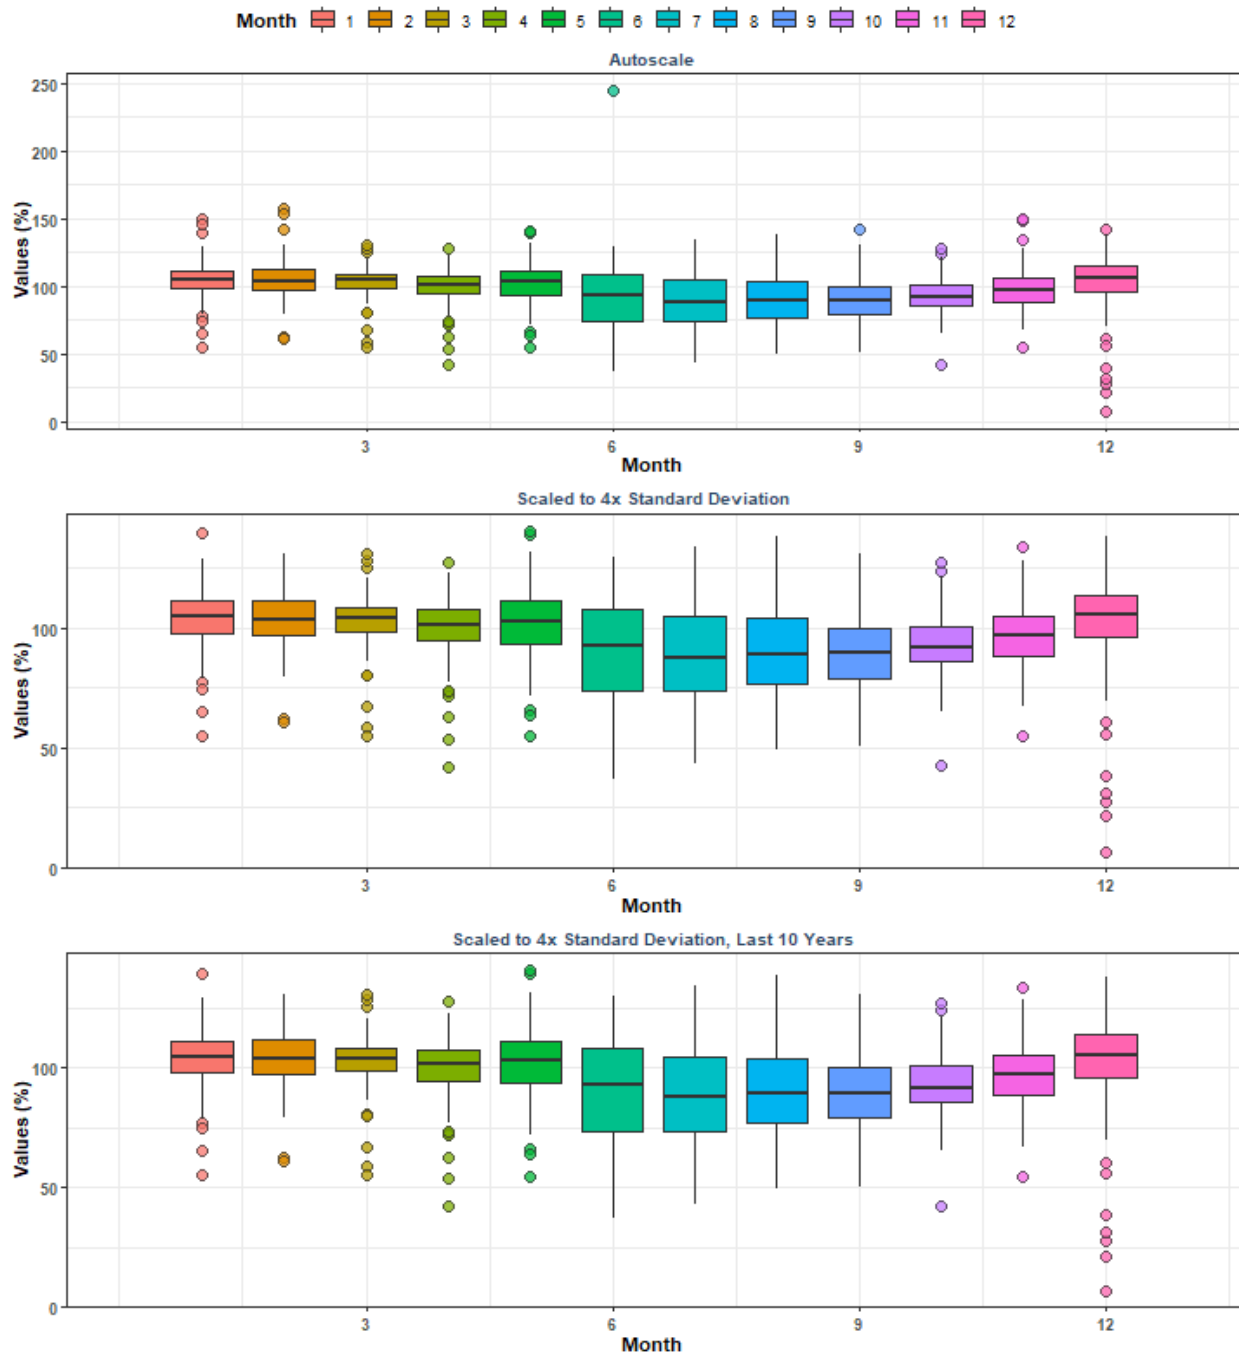 Month 1 2 3 4 5 6 7 8 9 10 11 12
Autoscale
Values (%)
250
200
150
100
50
0
3 6 9 12
Month
Scaled to 4x Standard Deviation
Values (%)
100
50
0
3 6 9 12
Month
Scaled to 4x Standard Deviation, Last 10 Years
Values (%)
100
50
0
3 6 9 12
Month